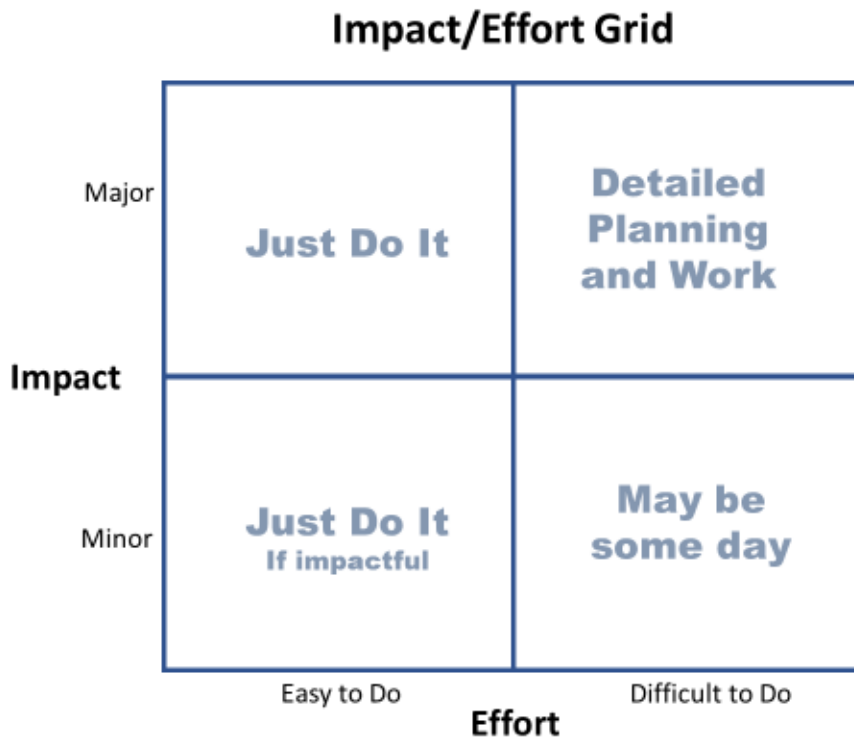 Impact/Effort Grid
Major
Just Do It
Detailed
Planning
and Work
Impact
Minor
Just Do It
If impactful
May be
some day
Easy to Do
Difficult to Do
Effort